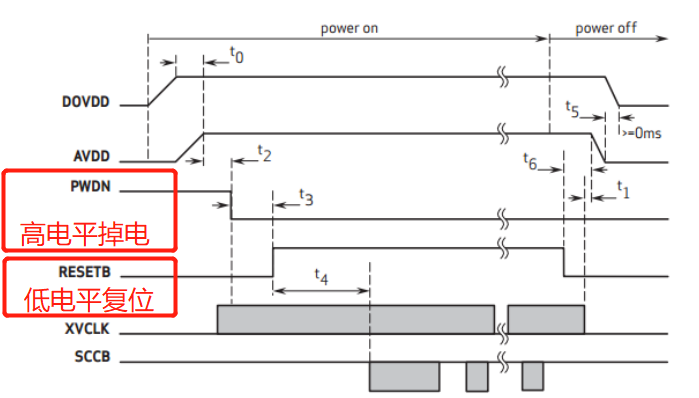 power on
power off
t0
DOVDD
t5
>=0ms
AVDD
t2
t6
PWDN
t3
t1
高电平掉电
RESETB
t4
低电平复位
XVCLK
SCCB